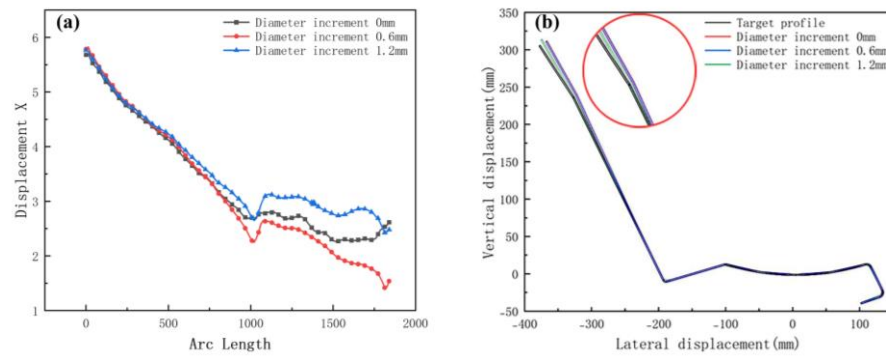 (a)
Diameter increment 0mm
Diameter increment 0.6mm
Diameter increment 1.2mm
6
5
4
3
2
1
Displacement X
0
500
1000
1500
2000
Arc Length
(b)
Target profile
Diameter increment 0mm
Diameter increment 0.6mm
Diameter increment 1.2mm
350
300
250
200
150
100
50
0
-50
Vertical displacement(mm)
-400
-300
-200
-100
0
100
Lateral displacement(mm)